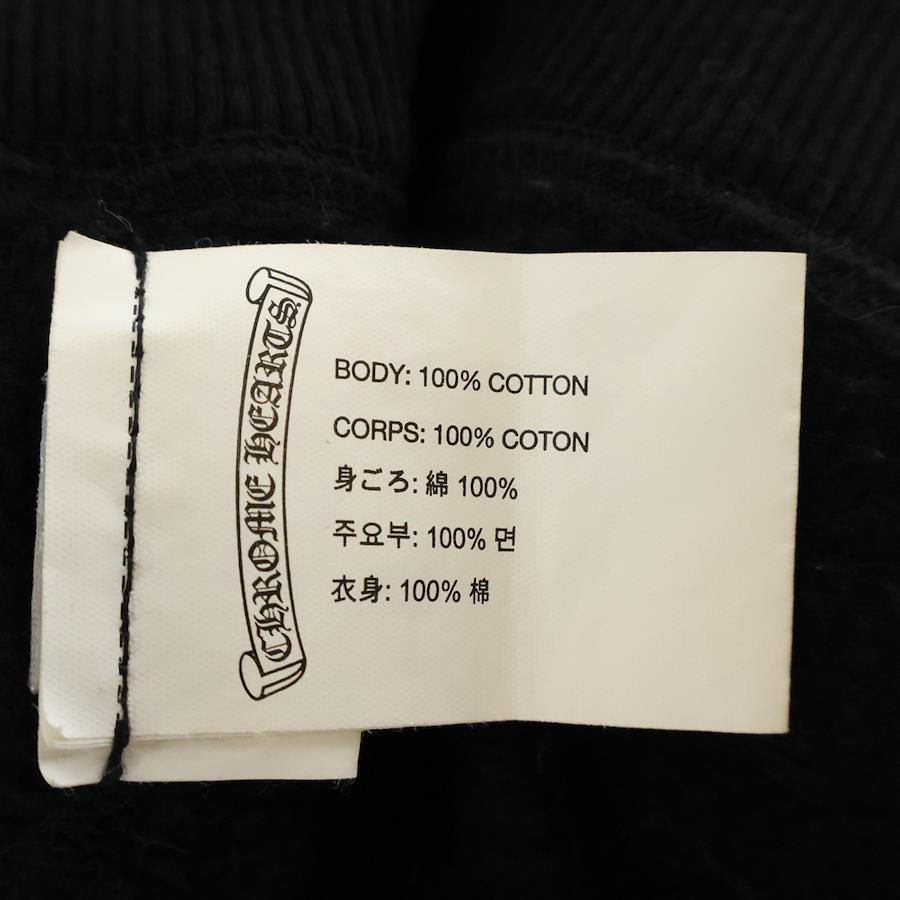 CHROME HEARTS
BODY: 100% COTTON
CORPS: 100% COTON
身ごろ: 綿 100%
주요부: 100% 면
衣身: 100% 棉